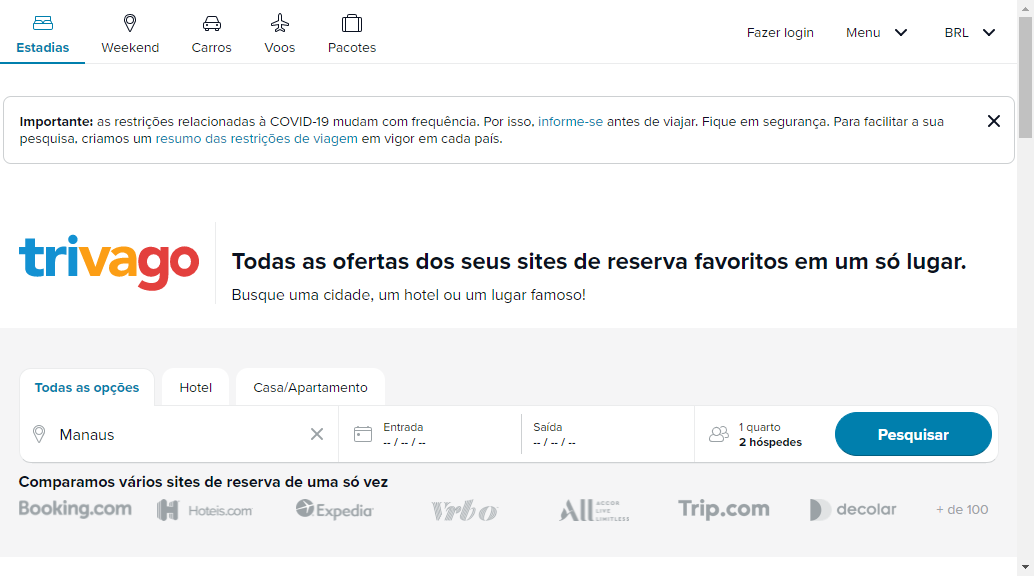 Estadias
Weekend
Carros
Voos
Pacotes
Fazer login
Menu
BRL
Importante: as restrições relacionadas à COVID-19 mudam com frequência. Por isso, informe-se antes de viajar. Fique em segurança. Para facilitar a sua
pesquisa, criamos um resumo das restrições de viagem em vigor em cada país.
trivago
Todas as ofertas dos seus sites de reserva favoritos em um só lugar.
Busque uma cidade, um hotel ou um lugar famoso!
Todas as opções
Hotel
Casa/Apartamento
Manaus
Entrada
-- / -- / --
Saída
-- / -- / --
1 quarto
2 hóspedes
Pesquisar
Comparamos vários sites de reserva de uma só vez
Booking.com
Hoteis.com
Expedia
Vrbo
ALL ACCOR LIVE LIMITLESS
Trip.com
decolar
+ de 100